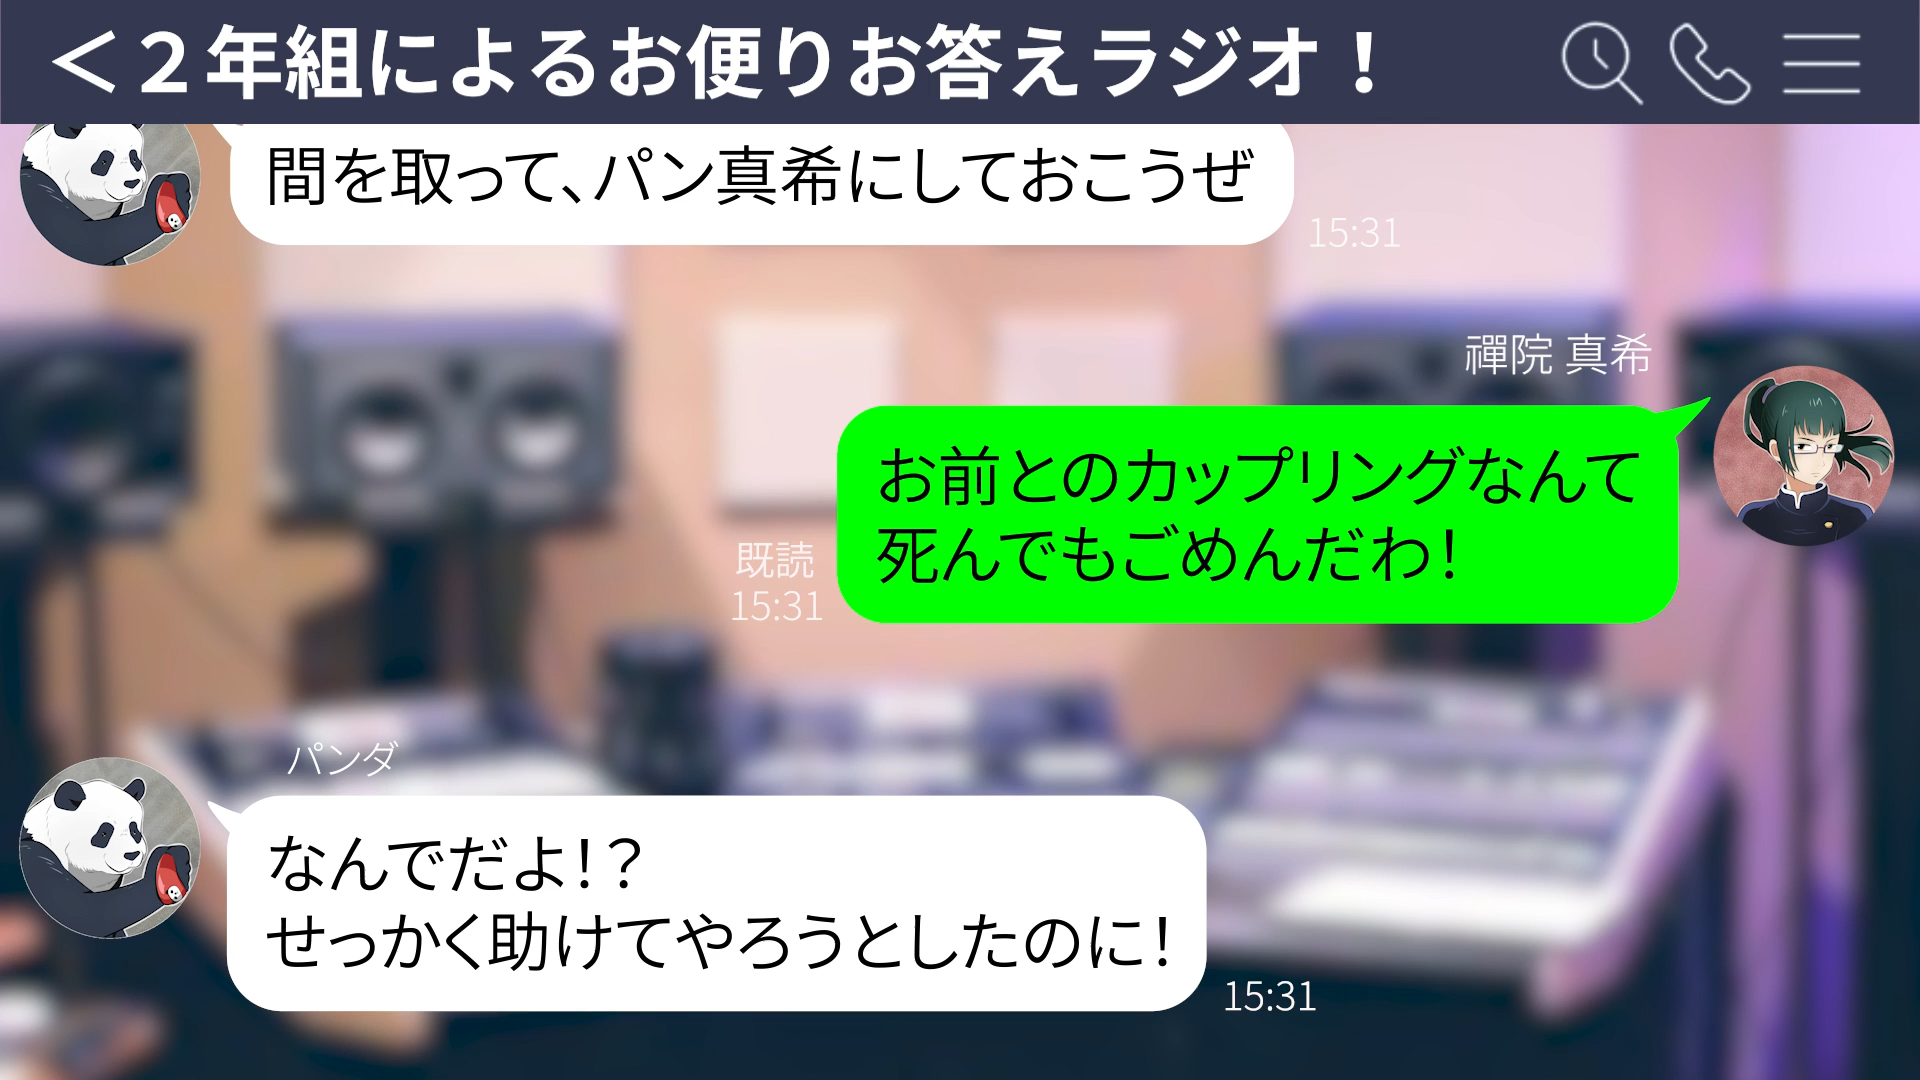 ＜２年組によるお便りお答えラジオ！
間を取って、パン真希にしておこうぜ
15:31
禪院 真希
お前とのカップリングなんて
死んでもごめんだわ！
既読
15:31
パンダ
なんでだよ！？
せっかく助けてやろうとしたのに！
15:31